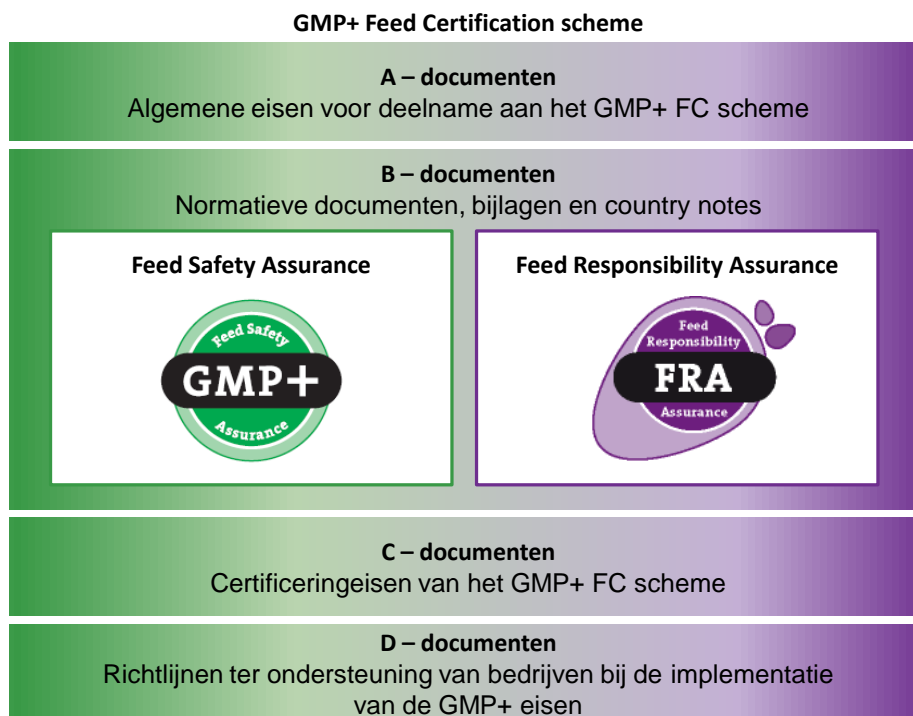 GMP+ Feed Certification scheme
A – documenten
Algemene eisen voor deelname aan het GMP+ FC scheme
B – documenten
Normatieve documenten, bijlagen en country notes
Feed Safety Assurance
Feed Safety
GMP+
Assurance
Feed Responsibility Assurance
Feed
Responsibility
FRA
Assurance
C – documenten
Certificeringeisen van het GMP+ FC scheme
D – documenten
Richtlijnen ter ondersteuning van bedrijven bij de implementatie
van de GMP+ eisen